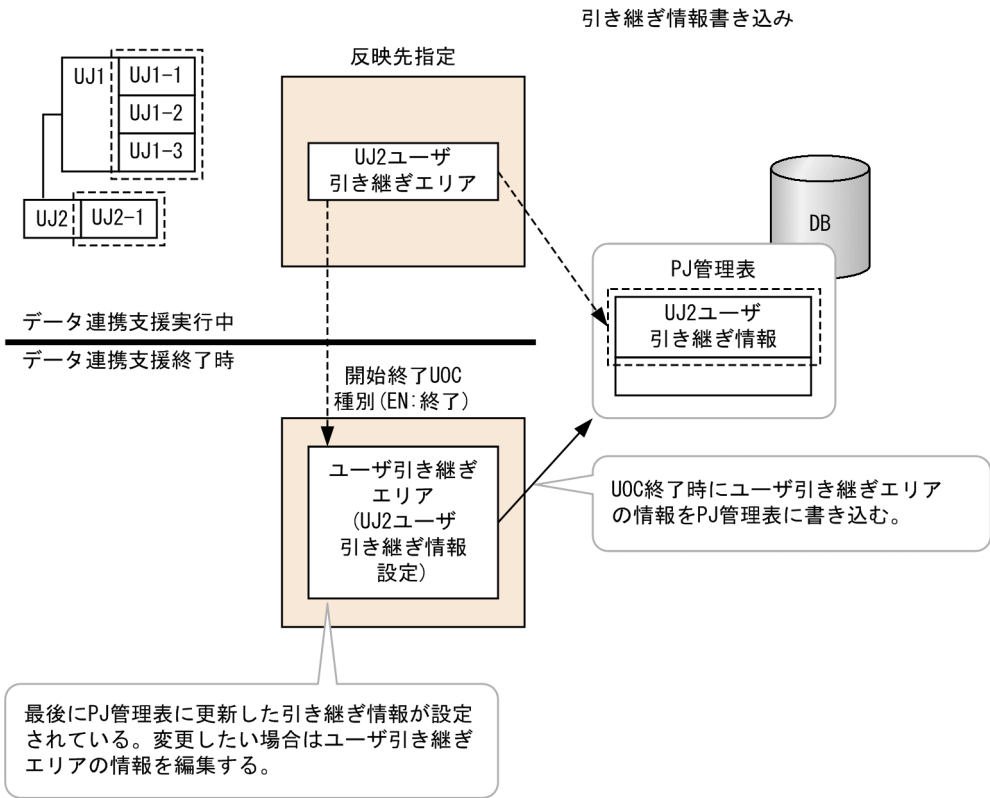 引き継ぎ情報書き込み
反映先指定
UJ1
UJ1-1
UJ1-2
UJ1-3
UJ2
UJ2-1
UJ2ユーザ
引き継ぎエリア
DB
PJ管理表
UJ2ユーザ
引き継ぎ情報
データ連携支援実行中
データ連携支援終了時
開始終了UOC
種別(EN:終了)
ユーザ引き継ぎ
エリア
(UJ2ユーザ
引き継ぎ情報
設定)
UOC終了時にユーザ引き継ぎエリア
の情報をPJ管理表に書き込む。
最後にPJ管理表に更新した引き継ぎ情報が設定
されている。変更したい場合はユーザ引き継ぎ
エリアの情報を編集する。